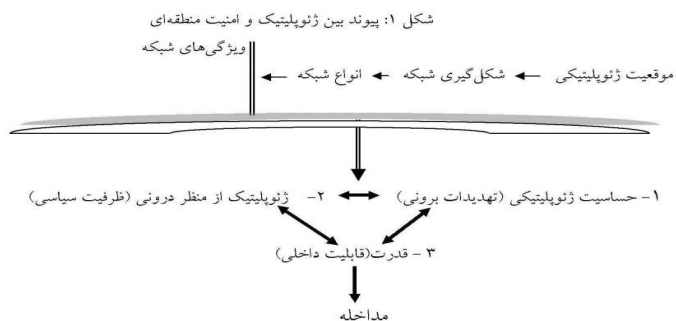 شکل ۱: پیوند بین ژئوپلیتیک و امنیت منطقه‌ای
ویژگی‌های شبکه
موقعیت ژئوپلیتیکی شکل‌گیری شبکه انواع شبکه
۱- حساسیت ژئوپلیتیکی (تهدیدات برونی) ۲- ژئوپلیتیک از منظر درونی (ظرفیت سیاسی)
۳ - قدرت(قابلیت داخلی)
مداخله